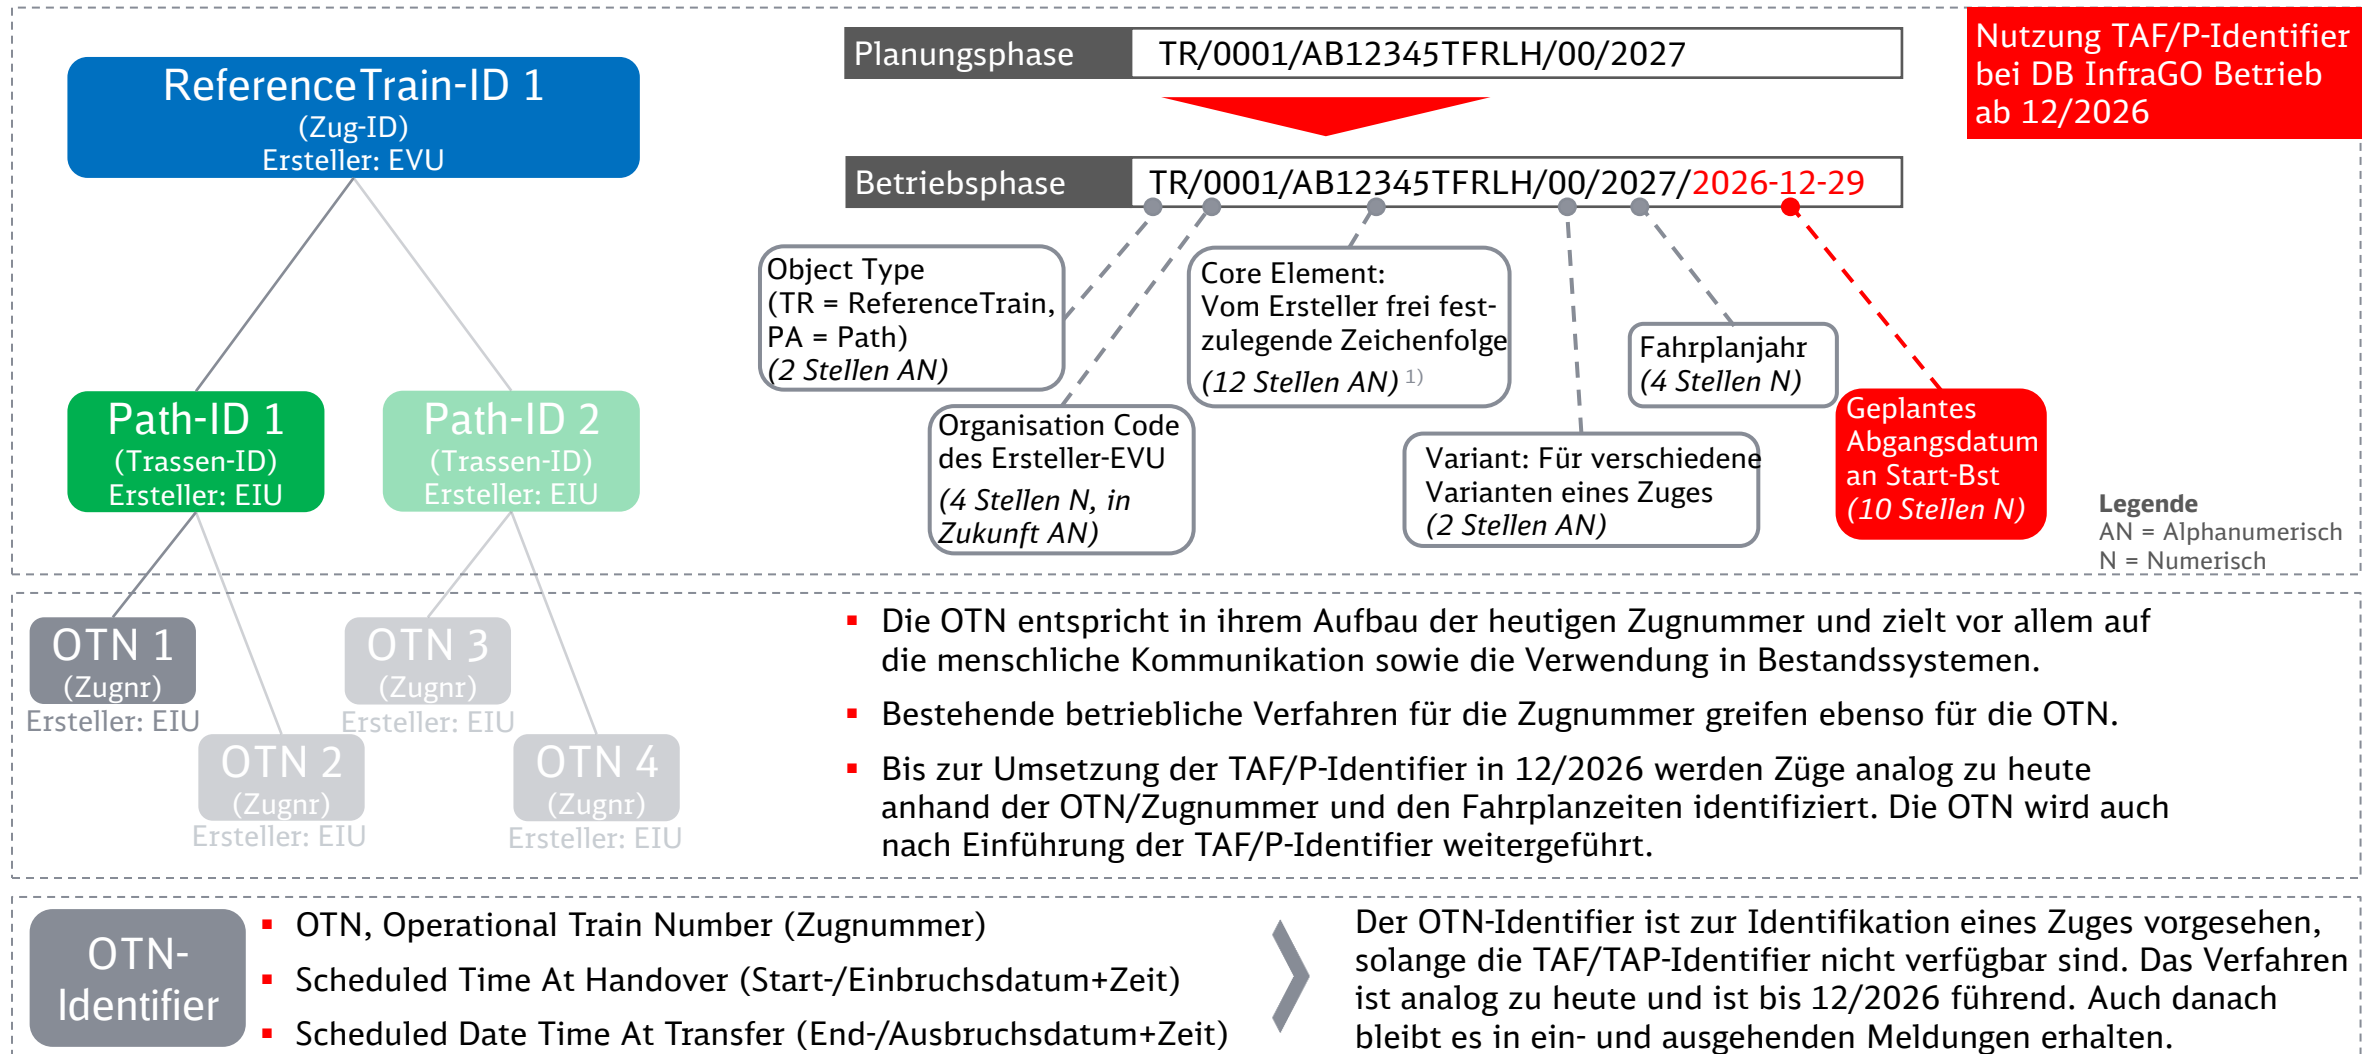 ReferenceTrain-ID 1
(Zug-ID)
Ersteller: EVU
Path-ID 1
(Trassen-ID)
Ersteller: EIU
Path-ID 2
(Trassen-ID)
Ersteller: EIU
Planungsphase
TR/0001/AB12345TFRLH/00/2027
Betriebsphase
TR/0001/AB12345TFRLH/00/2027/2026-12-29
Nutzung TAF/P-Identifier
bei DB InfraGO Betrieb
ab 12/2026
Object Type
(TR = ReferenceTrain,
PA = Path)
(2 Stellen AN)
Organisation Code
des Ersteller-EVU
(4 Stellen N, in
Zukunft AN)
Core Element:
Vom Ersteller frei fest-
zulegende Zeichenfolge
(12 Stellen AN) 1)
Variant: Für verschiedene
Varianten eines Zuges
(2 Stellen AN)
Fahrplanjahr
(4 Stellen N)
Geplantes
Abgangsdatum
an Start-Bst
(10 Stellen N)
Legende
AN = Alphanumerisch
N = Numerisch
OTN 1
(Zugnr)
Ersteller: EIU
OTN 2
(Zugnr)
Ersteller: EIU
OTN 3
(Zugnr)
Ersteller: EIU
OTN 4
(Zugnr)
Ersteller: EIU
▪ Die OTN entspricht in ihrem Aufbau der heutigen Zugnummer und zielt vor allem auf
die menschliche Kommunikation sowie die Verwendung in Bestandssystemen.
▪ Bestehende betriebliche Verfahren für die Zugnummer greifen ebenso für die OTN.
▪ Bis zur Umsetzung der TAF/P-Identifier in 12/2026 werden Züge analog zu heute
anhand der OTN/Zugnummer und den Fahrplanzeiten identifiziert. Die OTN wird auch
nach Einführung der TAF/P-Identifier weitergeführt.
OTN-
Identifier
▪ OTN, Operational Train Number (Zugnummer)
▪ Scheduled Time At Handover (Start-/Einbruchsdatum+Zeit)
▪ Scheduled Date Time At Transfer (End-/Ausbruchsdatum+Zeit)
Der OTN-Identifier ist zur Identifikation eines Zuges vorgesehen,
solange die TAF/TAP-Identifier nicht verfügbar sind. Das Verfahren
ist analog zu heute und ist bis 12/2026 führend. Auch danach
bleibt es in ein- und ausgehenden Meldungen erhalten.